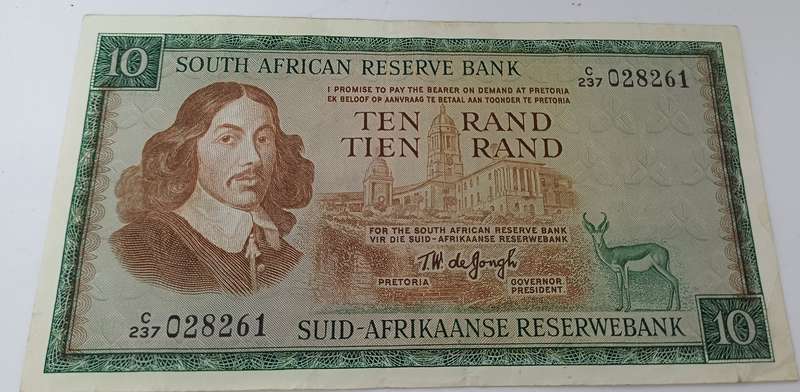 10
SOUTH AFRICAN RESERVE BANK
C/237 028261
I PROMISE TO PAY THE BEARER ON DEMAND AT PRETORIA
EK BELOOF OP AANVRAAG TE BETAAL AAN TOONDER TE PRETORIA
TEN RAND
TIEN RAND
FOR THE SOUTH AFRICAN RESERVE BANK
VIR DIE SUID-AFRIKAANSE RESERWEBANK
T.W. de Jongh
PRETORIA GOVERNOR
PRESIDENT
C/237 028261
SUID-AFRIKAANSE RESERWEBANK
10